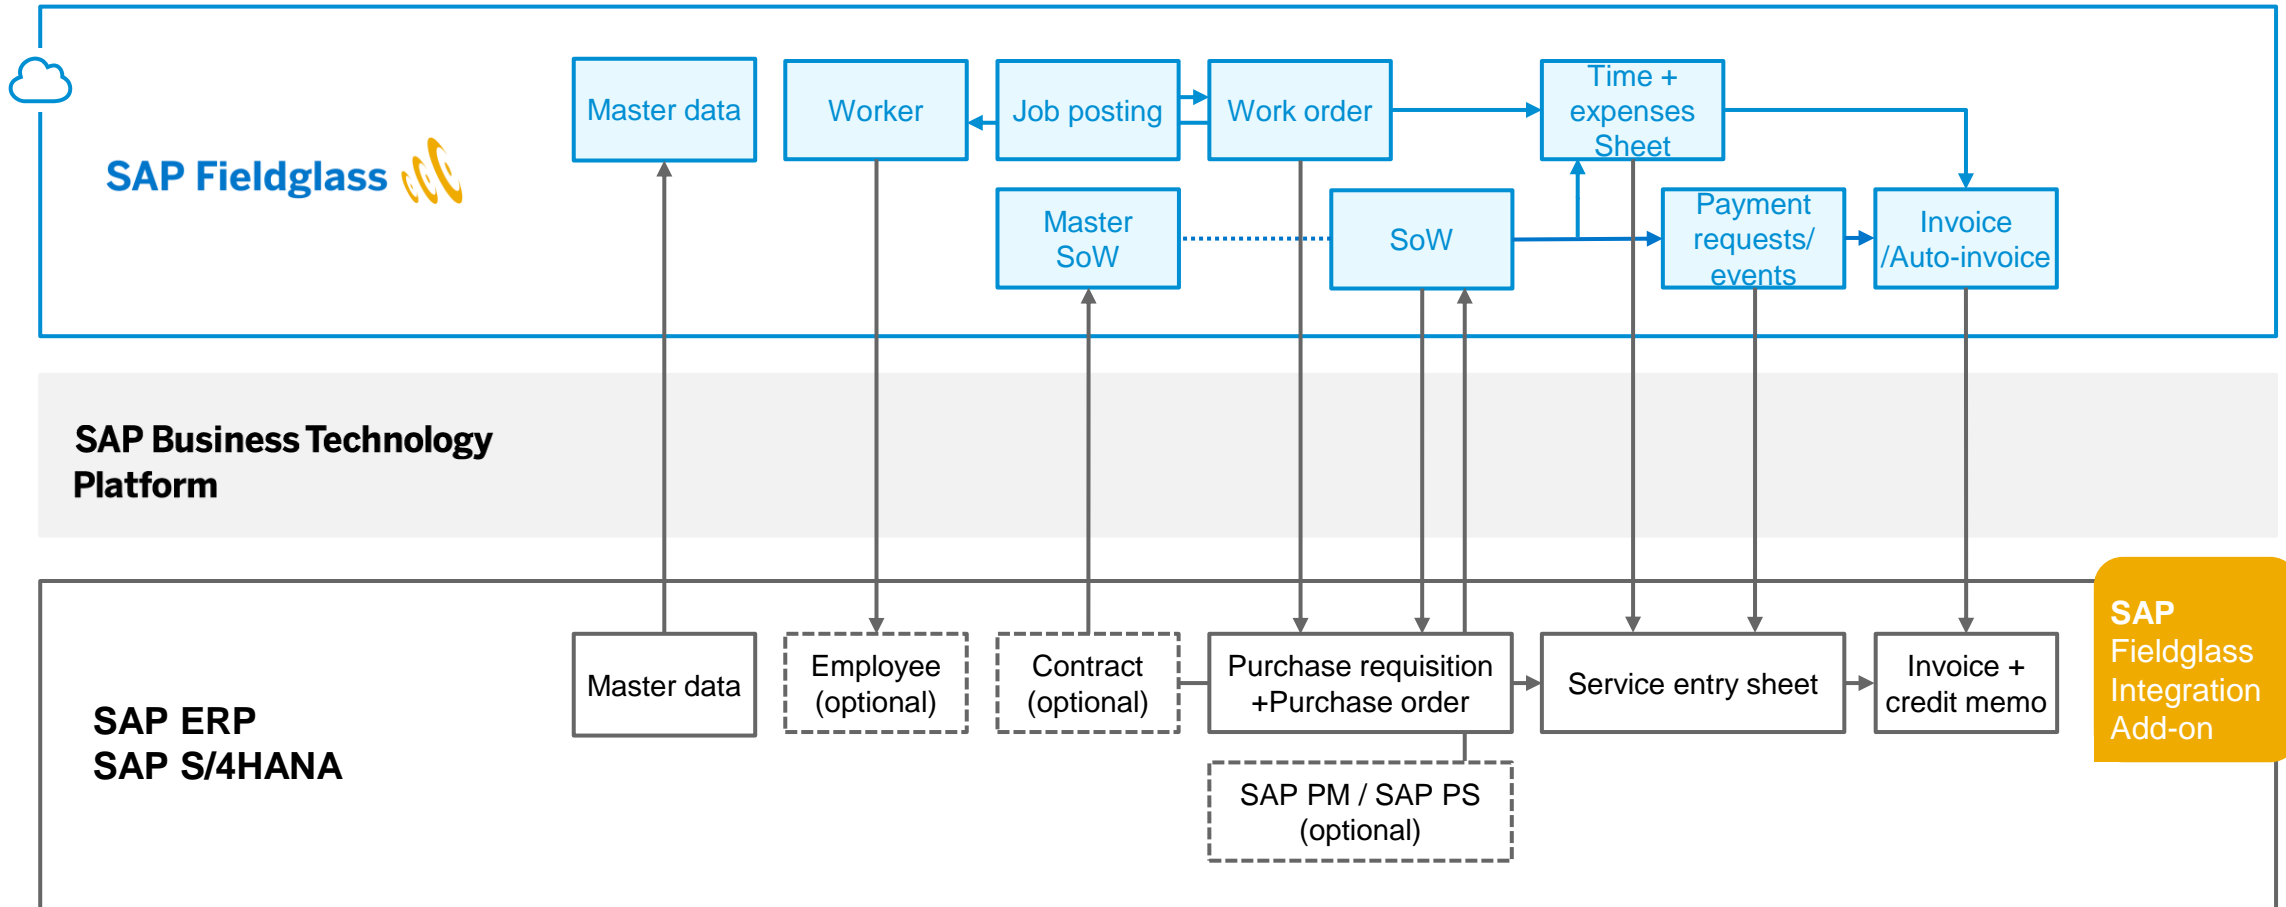 Master data
Worker
Job posting
Work order
Time +
expenses
Sheet
SAP Fieldglass
Master
SoW
SoW
Payment
requests/
events
Invoice
/Auto-invoice
SAP Business Technology
Platform
SAP ERP
SAP S/4HANA
Master data
Employee
(optional)
Contract
(optional)
Purchase requisition
+Purchase order
Service entry sheet
Invoice +
credit memo
SAP PM / SAP PS
(optional)
SAP
Fieldglass
Integration
Add-on